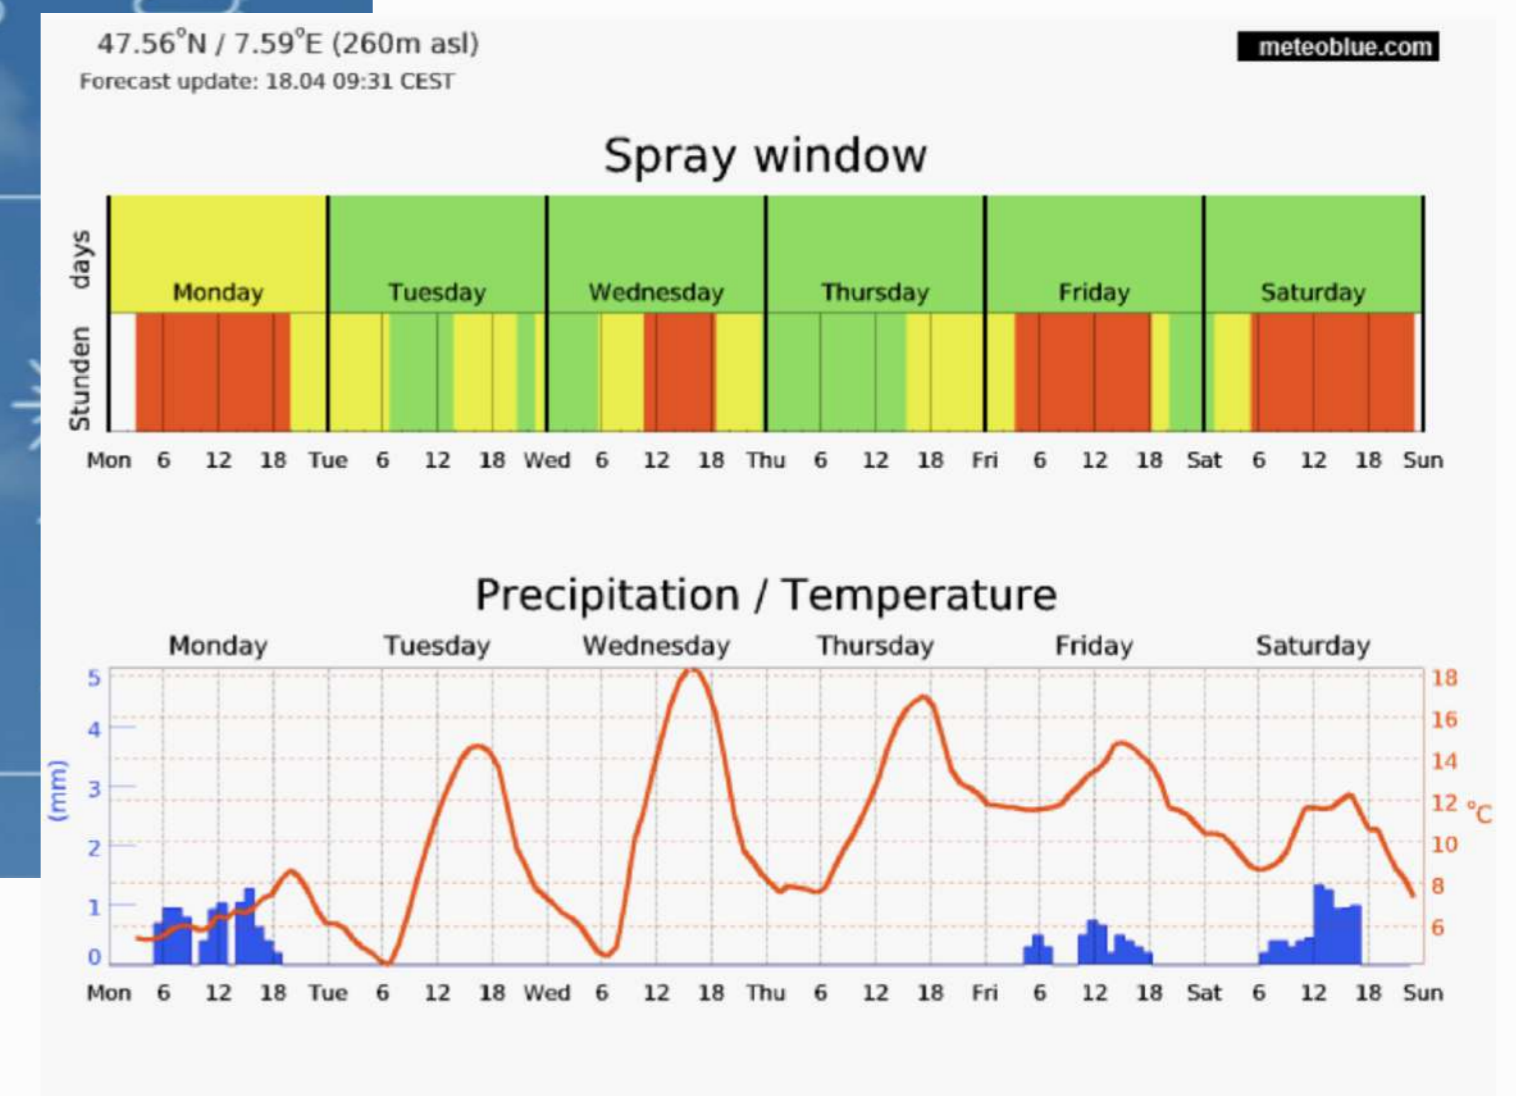 47.56°N / 7.59°E (260m asl)
meteoblue.com
Forecast update: 18.04 09:31 CEST
Spray window
days
Monday Tuesday Wednesday Thursday Friday Saturday
Stunden
Mon 6 12 18 Tue 6 12 18 Wed 6 12 18 Thu 6 12 18 Fri 6 12 18 Sat 6 12 18 Sun
Precipitation / Temperature
Monday Tuesday Wednesday Thursday Friday Saturday
5 18
16
4
14
3
(mm)
12 °C
2 10
8
1
6
0
Mon 6 12 18 Tue 6 12 18 Wed 6 12 18 Thu 6 12 18 Fri 6 12 18 Sat 6 12 18 Sun